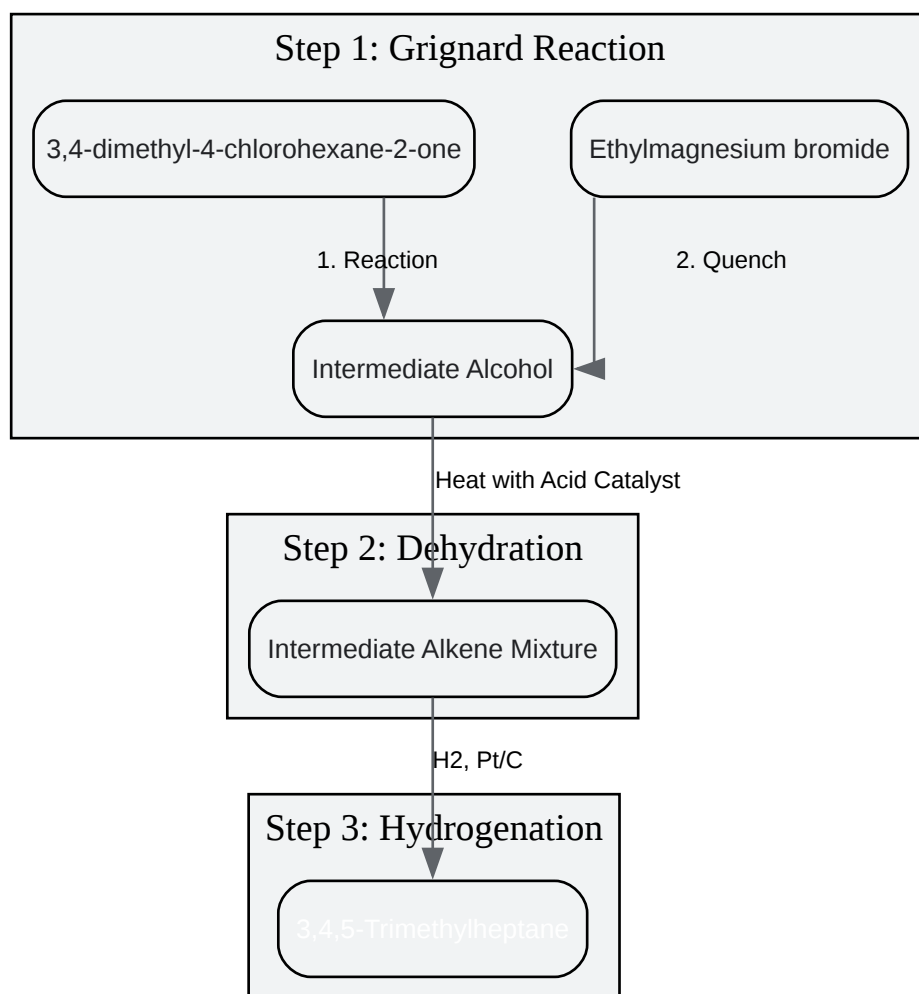 Step 1: Grignard Reaction
3,4-dimethyl-4-chlorohexane-2-one
Ethylmagnesium bromide
1. Reaction
2. Quench
Intermediate Alcohol
Heat with Acid Catalyst
Step 2: Dehydration
Intermediate Alkene Mixture
H2, Pt/C
Step 3: Hydrogenation
3,4,5-Trimethylheptane